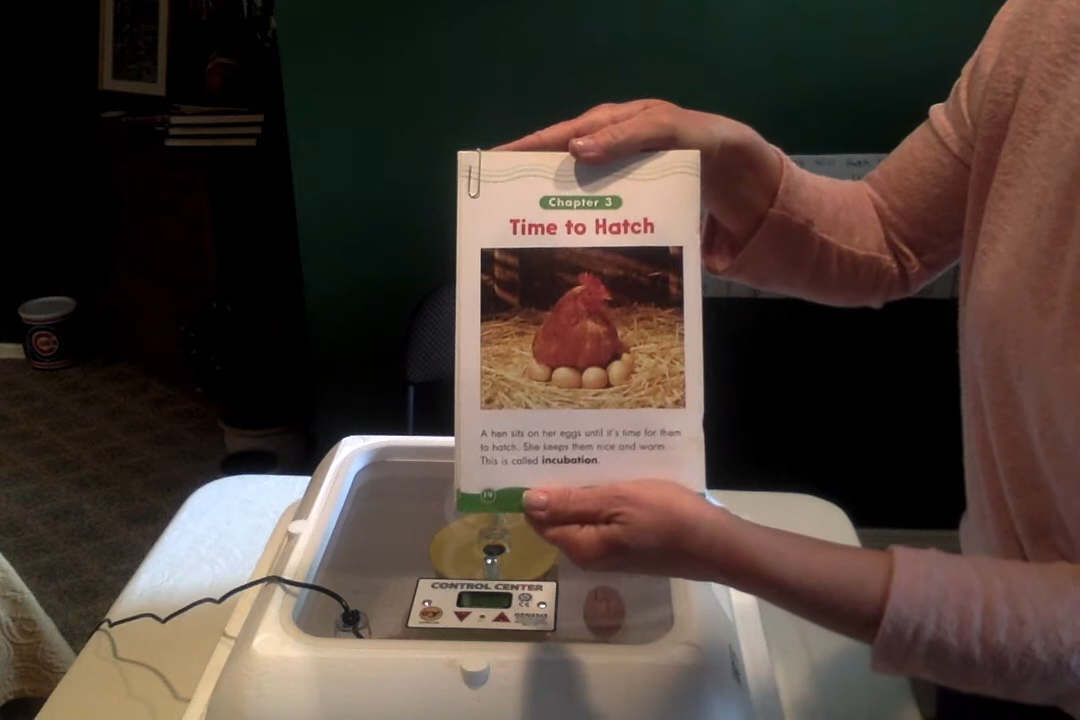 Chapter 3
Time to Hatch
A hen sits on her eggs until it's time for them
to hatch. She keeps them nice and warm.
This is called incubation.
CONTROL CENTER
GENESIS